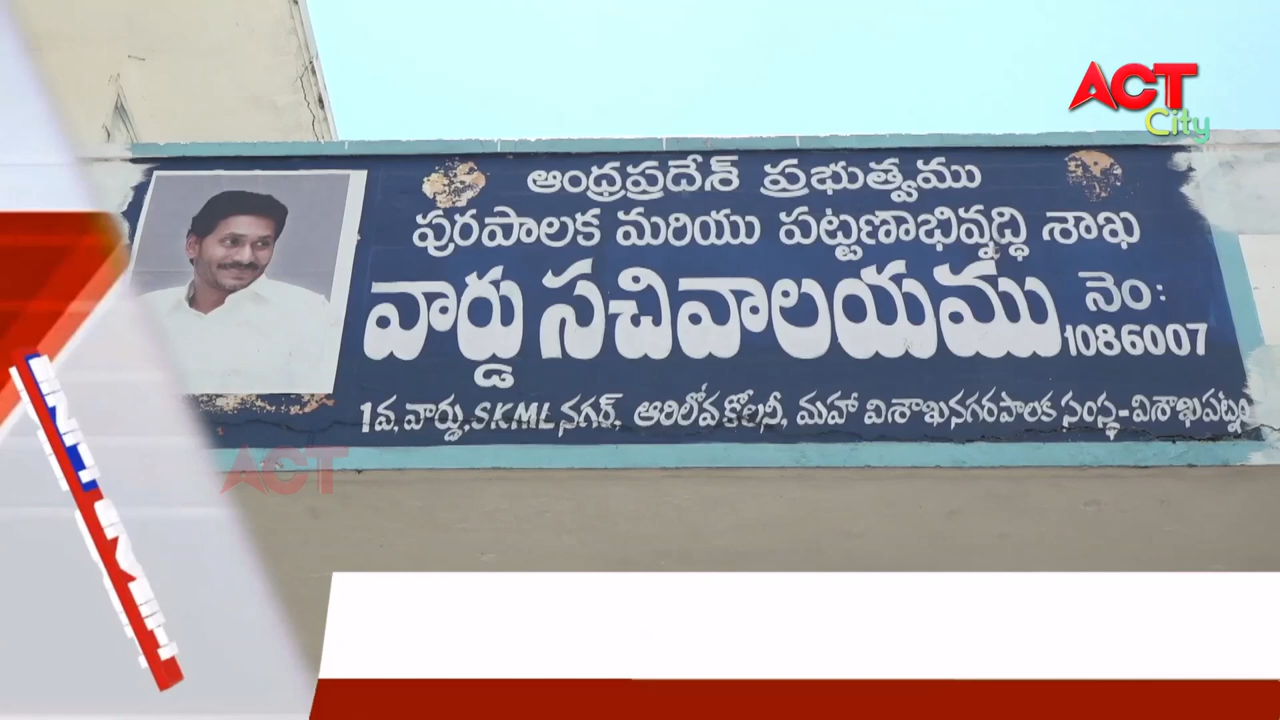 ACT
City
ఆంధ్రప్రదేశ్ ప్రభుత్వము
పురపాలక మరియు పట్టణాభివృద్ధి శాఖ
వార్డు సచివాలయము నెం:
1086007
1వ, వార్డు, SKML నగర్, ఆరిలోవ కోలనీ, మహా విశాఖనగరపాలక సంస్థ-విశాఖపట్నం
ACT